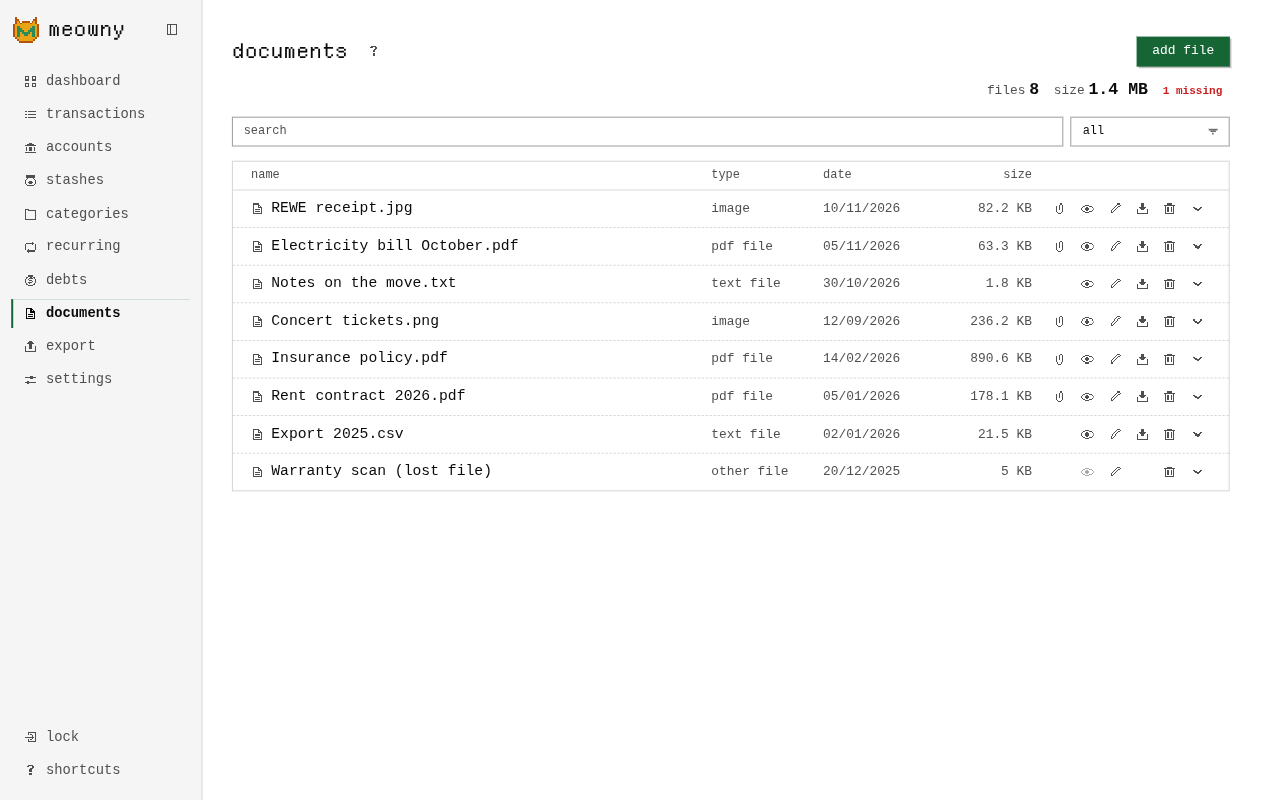 meowny
dashboard
transactions
accounts
stashes
categories
recurring
debts
documents
export
settings
lock
? shortcuts
documents ?
add file
files 8 size 1.4 MB 1 missing
search
all
name type date size
REWE receipt.jpg image 10/11/2026 82.2 KB
Electricity bill October.pdf pdf file 05/11/2026 63.3 KB
Notes on the move.txt text file 30/10/2026 1.8 KB
Concert tickets.png image 12/09/2026 236.2 KB
Insurance policy.pdf pdf file 14/02/2026 890.6 KB
Rent contract 2026.pdf pdf file 05/01/2026 178.1 KB
Export 2025.csv text file 02/01/2026 21.5 KB
Warranty scan (lost file) other file 20/12/2025 5 KB